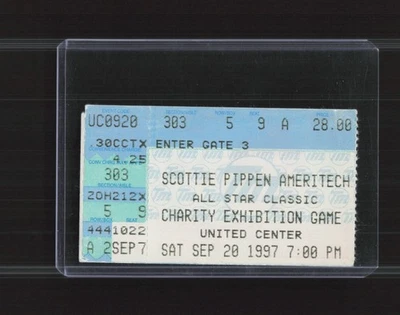 UC0920 303 5 9 A 28.00
30CCTX ENTER GATE 3
4.25
303 SCOTTIE PIPPEN AMERITECH
20H212X ALL STAR CLASSIC
5 9 CHARITY EXHIBITION GAME
4441022 UNITED CENTER
A 2SEP7 SAT SEP 20 1997 7:00 PM